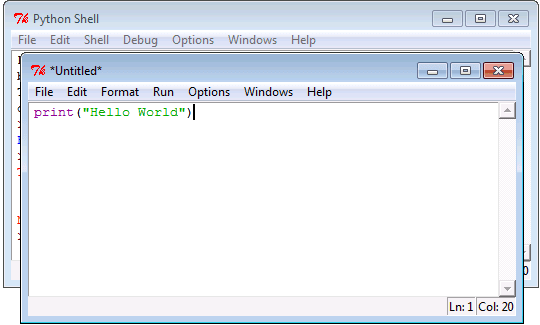 Python Shell
File Edit Shell Debug Options Windows Help
*Untitled*
File Edit Format Run Options Windows Help
print("Hello World")
Ln: 1 Col: 20